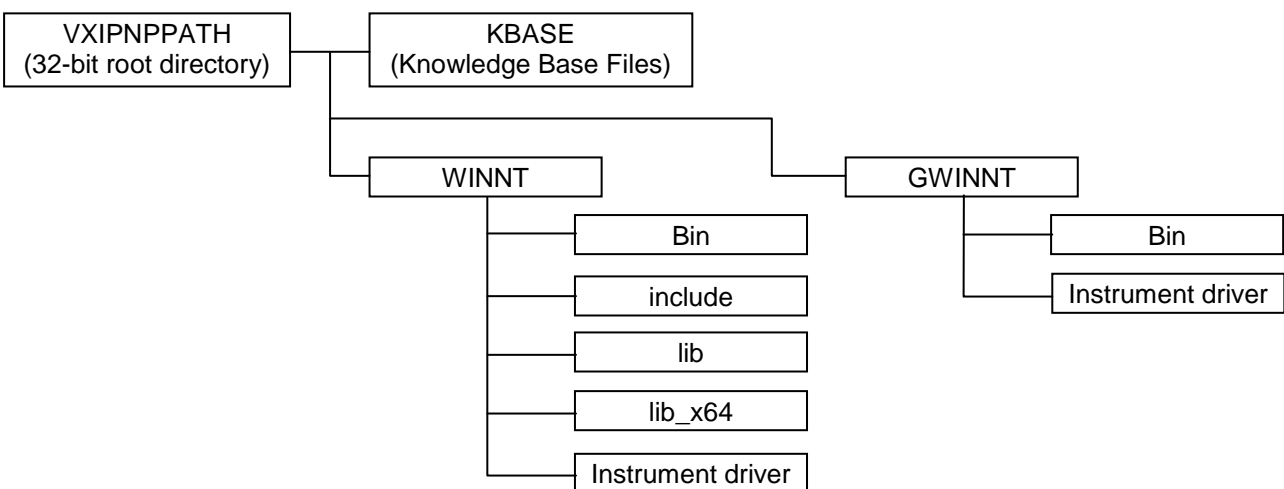 VXIPNPPATH
(32-bit root directory)
KBASE
(Knowledge Base Files)
WINNT
GWINNT
Bin
Bin
include
Instrument driver
lib
lib_x64
Instrument driver